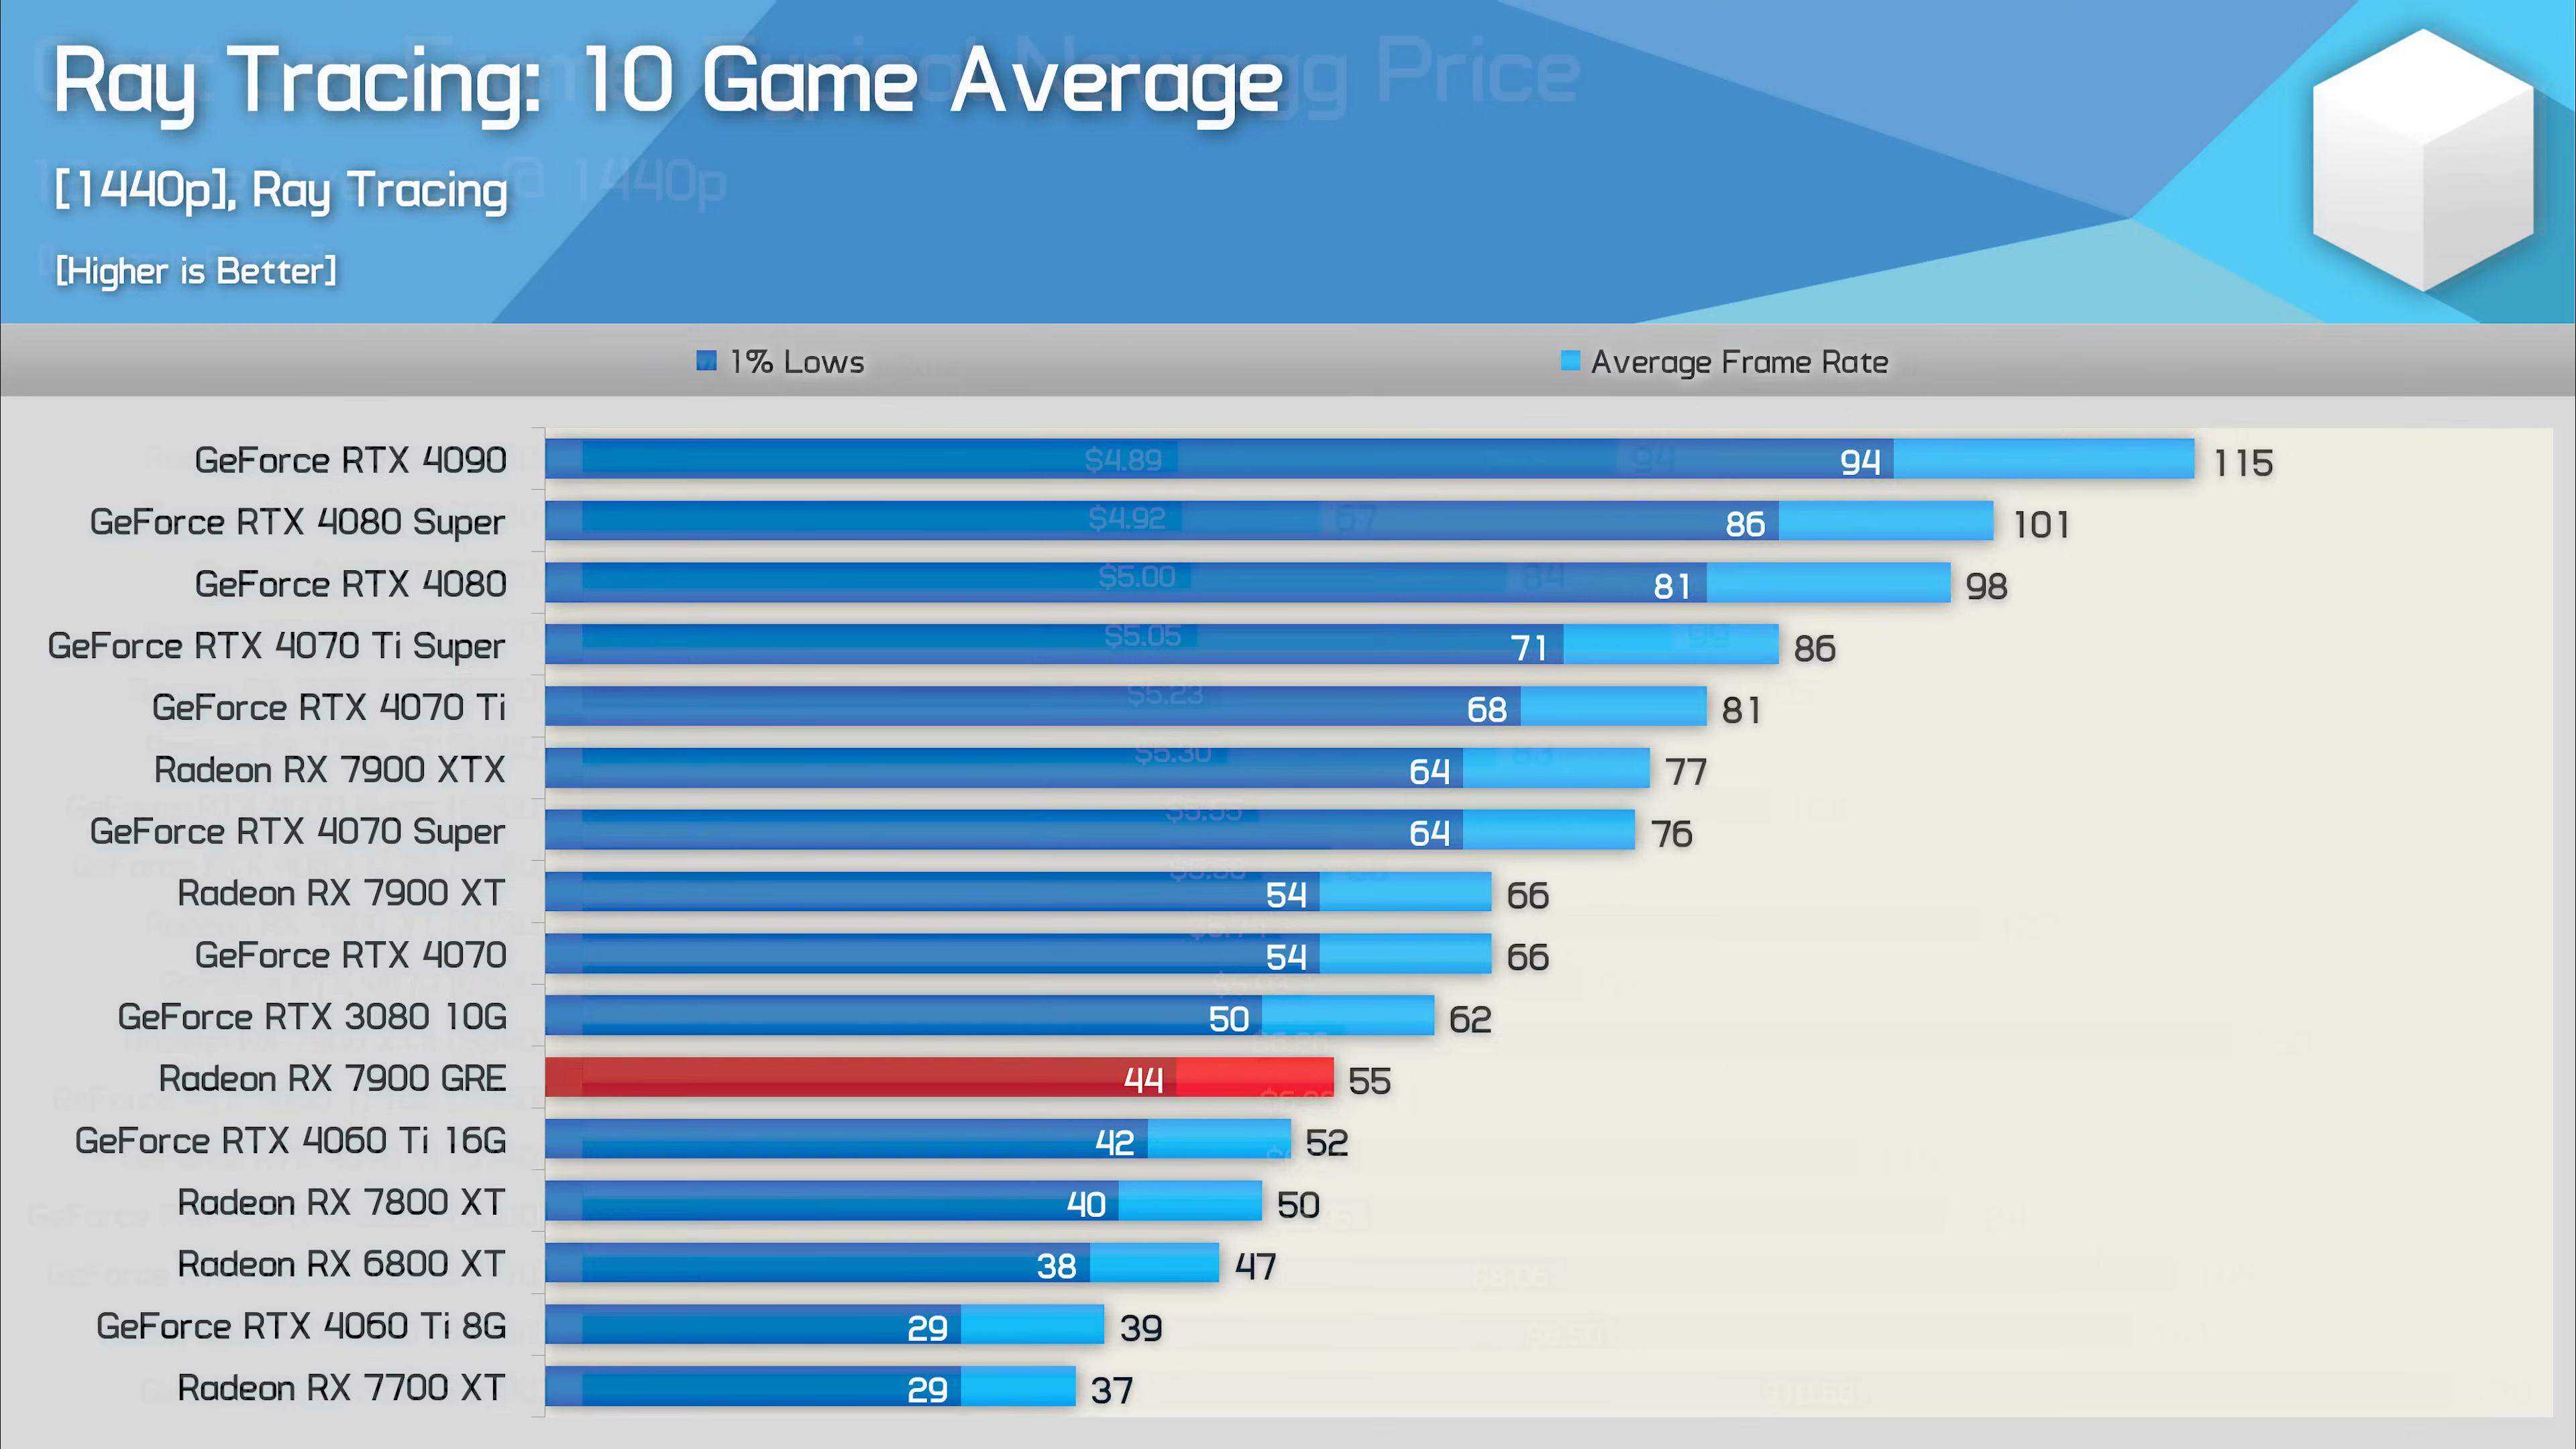 Ray Tracing: 10 Game Average
[1440p], Ray Tracing
[Higher is Better]
1% Lows
Average Frame Rate
GeForce RTX 4090 94 115
GeForce RTX 4080 Super 86 101
GeForce RTX 4080 81 98
GeForce RTX 4070 Ti Super 71 86
GeForce RTX 4070 Ti 68 81
Radeon RX 7900 XTX 64 77
GeForce RTX 4070 Super 64 76
Radeon RX 7900 XT 54 66
GeForce RTX 4070 54 66
GeForce RTX 3080 10G 50 62
Radeon RX 7900 GRE 44 55
GeForce RTX 4060 Ti 16G 42 52
Radeon RX 7800 XT 40 50
Radeon RX 6800 XT 38 47
GeForce RTX 4060 Ti 8G 29 39
Radeon RX 7700 XT 29 37